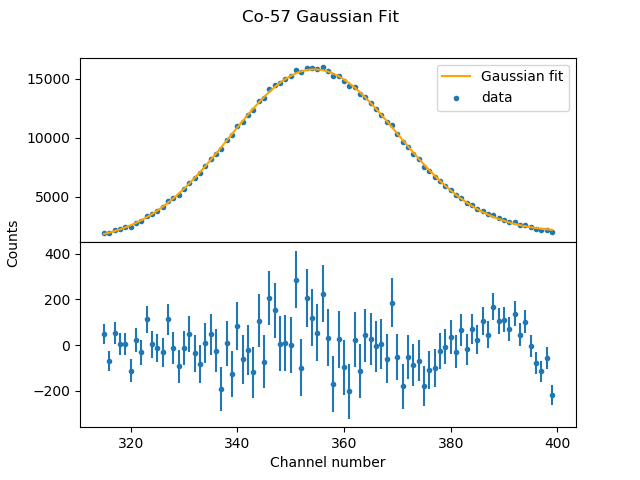 Co-57 Gaussian Fit
15000
10000
5000
Gaussian fit
data
Counts
400
200
0
−200
320
340
360
380
400
Channel number